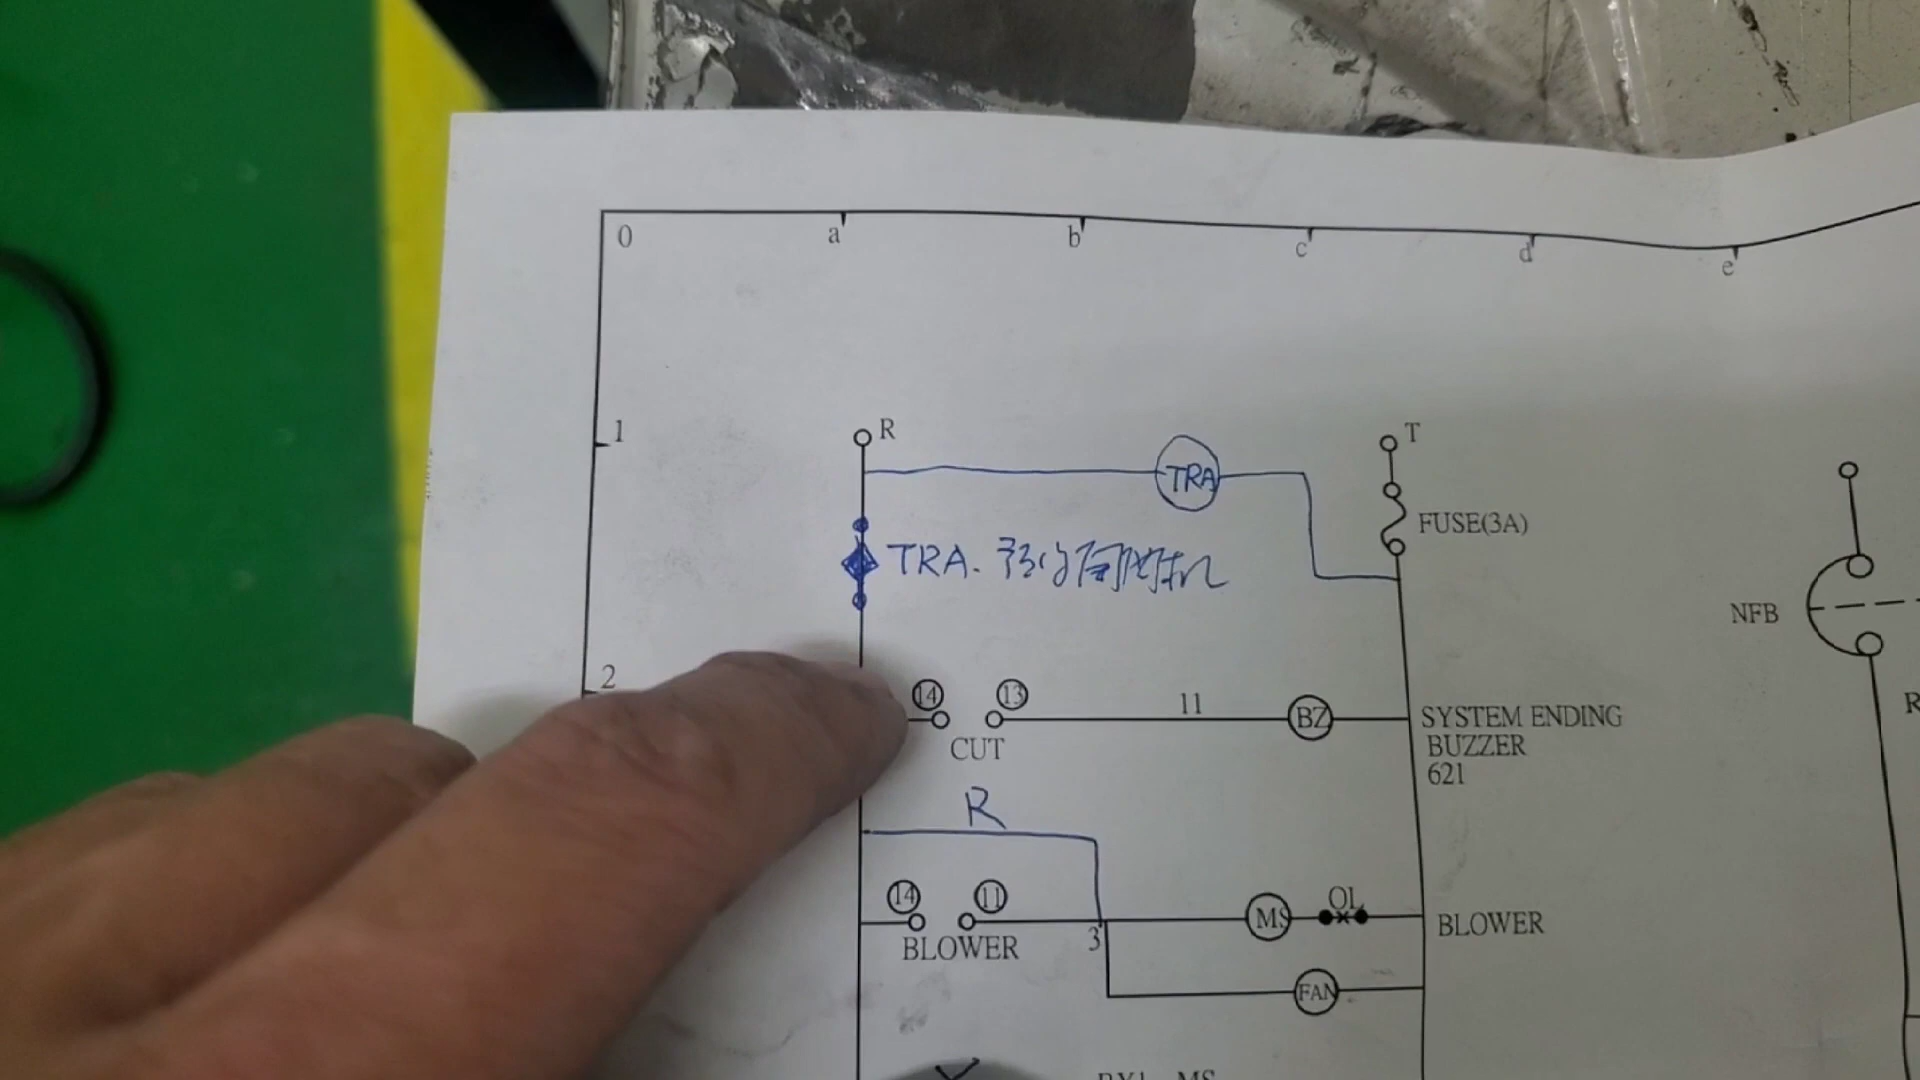 0 a b c d e
1
R
T
TRA
FUSE(3A)
TRA.
NFB
2
14 13 11 BZ
CUT
SYSTEM ENDING
BUZZER
621
R
R
14 11 MS OL
BLOWER
3
BLOWER
FAN